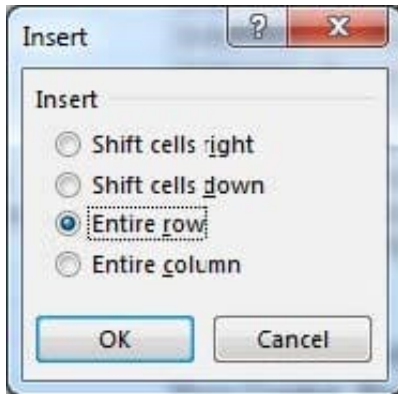 Insert
?
X
Insert
Shift cells right
Shift cells down
Entire row
Entire column
OK
Cancel